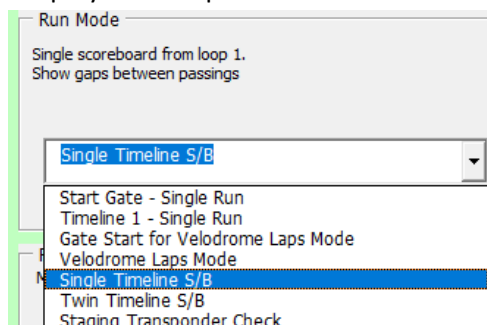 Run Mode
Single scoreboard from loop 1.
Show gaps between passings
Single Timeline S/B
Start Gate - Single Run
Timeline 1 - Single Run
Gate Start for Velodrome Laps Mode
Velodrome Laps Mode
Single Timeline S/B
Twin Timeline S/B
Staging Transponder Check